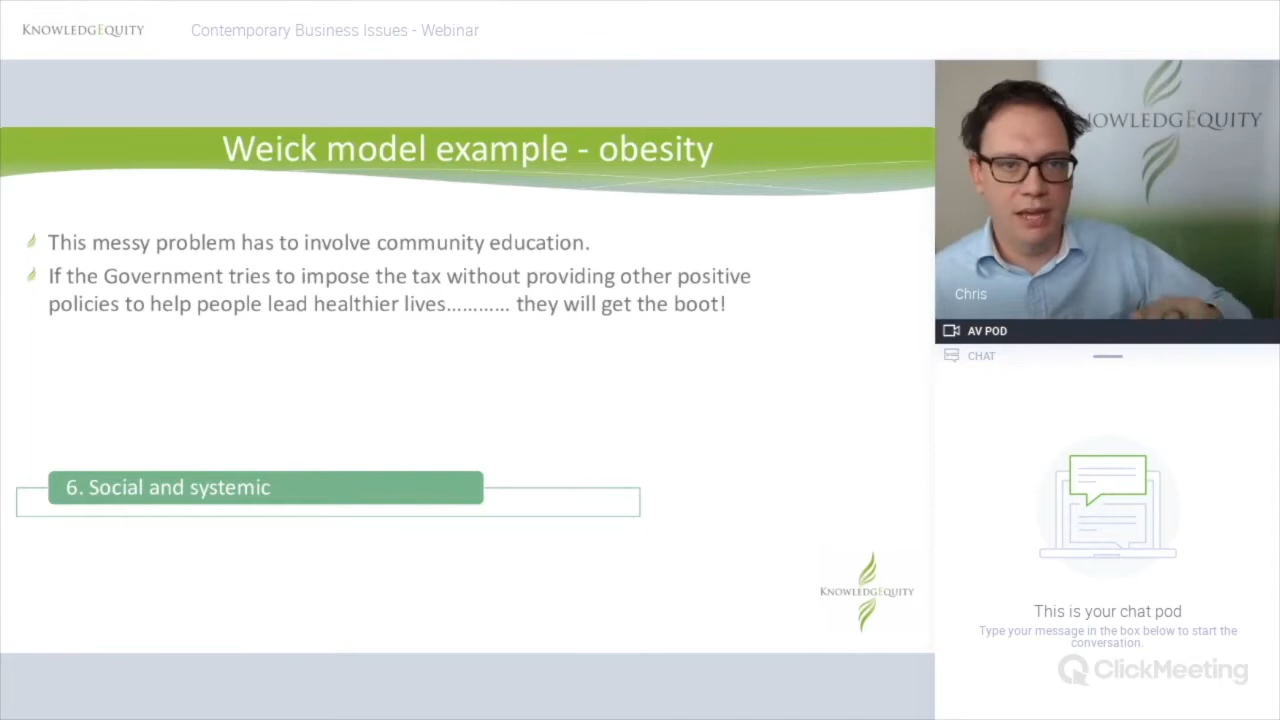 KNOWLEDGEQUITY
Contemporary Business Issues - Webinar
Weick model example - obesity
This messy problem has to involve community education.
If the Government tries to impose the tax without providing other positive
policies to help people lead healthier lives………… they will get the boot!
6. Social and systemic
KNOWLEDGEQUITY
KNOWLEDGEQUITY
Chris
AV POD
CHAT
This is your chat pod
Type your message in the box below to start the
conversation.
ClickMeeting